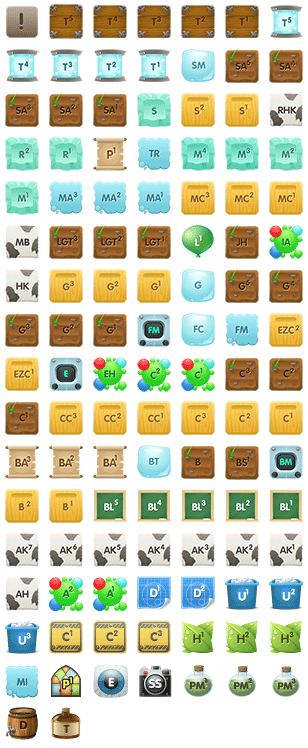 ! T⁵ T⁴ T³ T² T¹ T⁵
T⁴ T³ T² T¹ SM SA⁵ SA⁴
SA³ SA² SA¹ S S² S¹ RHK
R² R¹ P¹ TR M⁴ M³ M²
M¹ MA³ MA² MA¹ MC³ MC² MC¹
MB LGT³ LGT² LGT¹ L¹ JH IA
HK G³ G² G¹ G G⁵ G⁴
G³ G² G¹ FM FC FM EZC²
EZC¹ E EH C² C¹ C³ C²
C¹ CC³ CC² CC¹ C³ C² C¹
BA³ BA² BA¹ BT B BS¹ BM
B² B¹ BL⁵ BL⁴ BL³ BL² BL¹
AK⁷ AK⁶ AK⁵ AK⁴ AK³ AK² AK¹
AH A² A¹ D¹ D² U¹ U²
U³ C¹ C² C³ H¹ H² H³
MI P¹ E SS PM¹ PM² PM³
D T